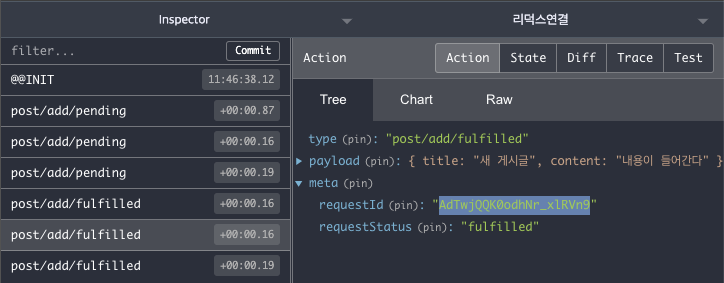 Inspector
리덕스연결
filter...
Commit
Action
Action State Diff Trace Test
@@INIT
11:46:38.12
post/add/pending
+00:00.87
post/add/pending
+00:00.16
post/add/pending
+00:00.19
post/add/fulfilled
+00:00.16
post/add/fulfilled
+00:00.16
post/add/fulfilled
+00:00.19
Tree Chart Raw
type (pin): "post/add/fulfilled"
payload (pin): { title: "새 게시글", content: "내용이 들어간다" }
meta (pin)
requestId (pin): "AdTwjQQK0odhNr_xlRVn9"
requestStatus (pin): "fulfilled"